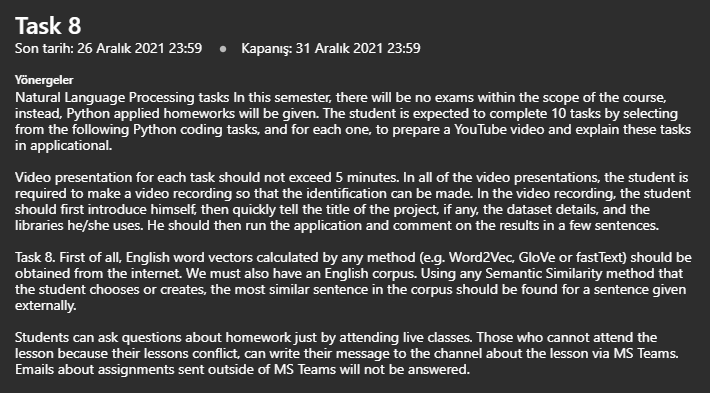 Task 8
Son tarih: 26 Aralık 2021 23:59 ● Kapanış: 31 Aralık 2021 23:59
Yönergeler
Natural Language Processing tasks In this semester, there will be no exams within the scope of the course,
instead, Python applied homeworks will be given. The student is expected to complete 10 tasks by selecting
from the following Python coding tasks, and for each one, to prepare a YouTube video and explain these tasks
in applicational.
Video presentation for each task should not exceed 5 minutes. In all of the video presentations, the student is
required to make a video recording so that the identification can be made. In the video recording, the student
should first introduce himself, then quickly tell the title of the project, if any, the dataset details, and the
libraries he/she uses. He should then run the application and comment on the results in a few sentences.
Task 8. First of all, English word vectors calculated by any method (e.g. Word2Vec, GloVe or fastText) should be
obtained from the internet. We must also have an English corpus. Using any Semantic Similarity method that
the student chooses or creates, the most similar sentence in the corpus should be found for a sentence given
externally.
Students can ask questions about homework just by attending live classes. Those who cannot attend the
lesson because their lessons conflict, can write their message to the channel about the lesson via MS Teams.
Emails about assignments sent outside of MS Teams will not be answered.